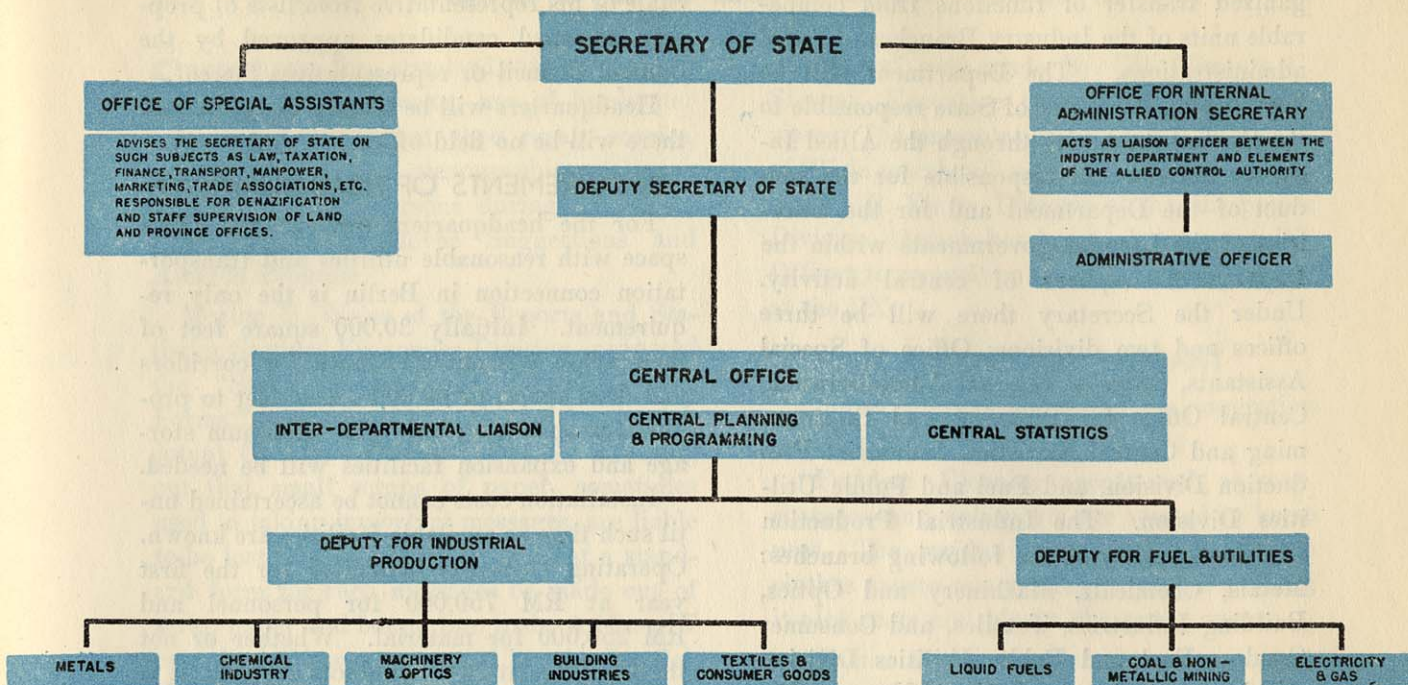 SECRETARY OF STATE
OFFICE OF SPECIAL ASSISTANTS
ADVISES THE SECRETARY OF STATE ON
SUCH SUBJECTS AS LAW, TAXATION,
FINANCE, TRANSPORT, MANPOWER,
MARKETING, TRADE ASSOCIATIONS, ETC.
RESPONSIBLE FOR DENAZIFICATION
AND STAFF SUPERVISION OF LAND
AND PROVINCE OFFICES.
OFFICE FOR INTERNAL
ADMINISTRATION SECRETARY
ACTS AS LIAISON OFFICER BETWEEN THE
INDUSTRY DEPARTMENT AND ELEMENTS
OF THE ALLIED CONTROL AUTHORITY.
DEPUTY SECRETARY OF STATE
ADMINISTRATIVE OFFICER
CENTRAL OFFICE
INTER-DEPARTMENTAL LIAISON
CENTRAL PLANNING
& PROGRAMMING
CENTRAL STATISTICS
DEPUTY FOR INDUSTRIAL
PRODUCTION
DEPUTY FOR FUEL & UTILITIES
METALS
CHEMICAL
INDUSTRY
MACHINERY
& OPTICS
BUILDING
INDUSTRIES
TEXTILES &
CONSUMER GOODS
LIQUID FUELS
COAL & NON-
METALLIC MINING
ELECTRICITY
& GAS